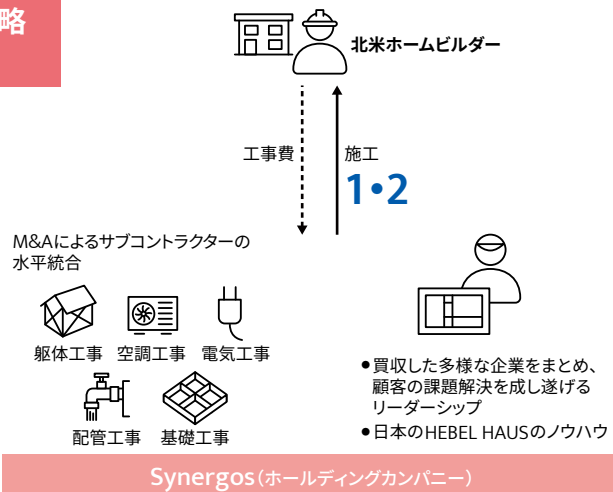 略
北米ホームビルダー
工事費
施工
1•2
M&Aによるサブコントラクターの
水平統合
躯体工事 空調工事 電気工事
配管工事 基礎工事
•買収した多様な企業をまとめ、
顧客の課題解決を成し遂げる
リーダーシップ
•日本のHEBEL HAUSのノウハウ
Synergos（ホールディングカンパニー）